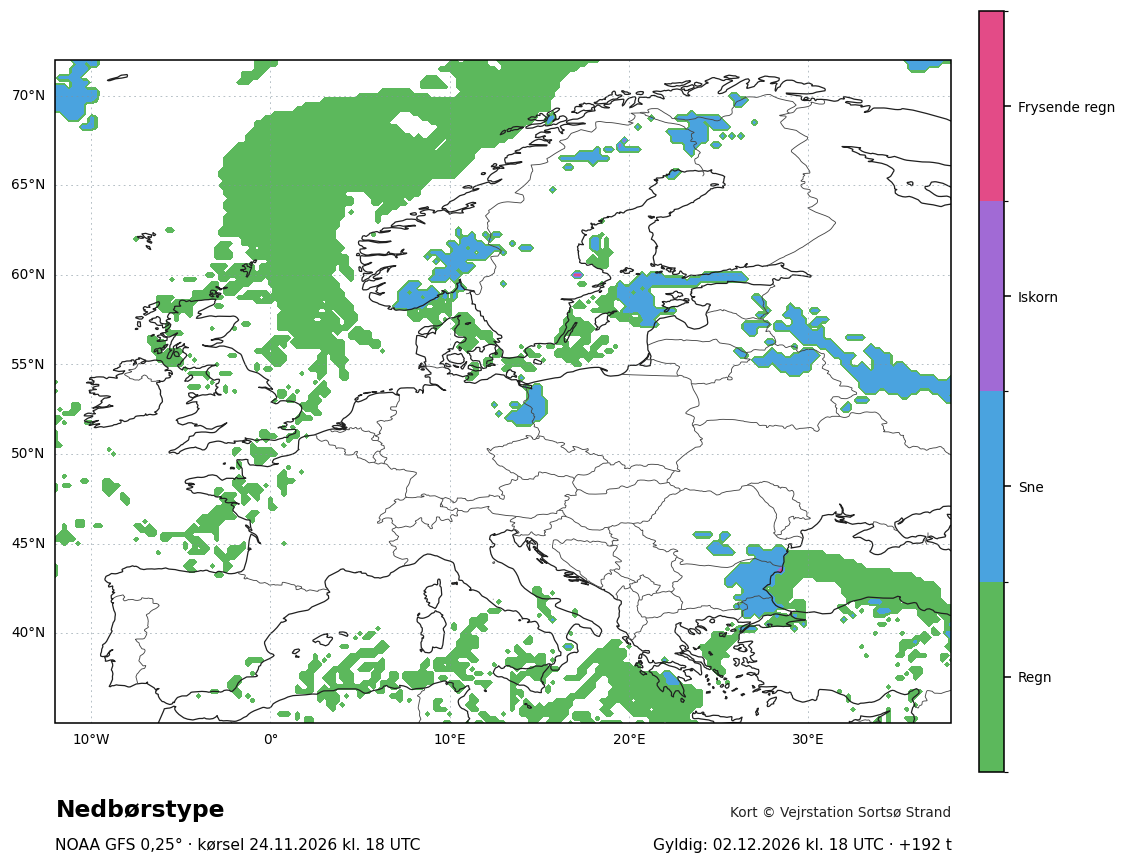 70°N
65°N
60°N
55°N
50°N
45°N
40°N
10°W
0°
10°E
20°E
30°E
Frysende regn
Iskorn
Sne
Regn
Nedbørstype
Kort © Vejrstation Sortsø Strand
NOAA GFS 0,25° · kørsel 24.11.2026 kl. 18 UTC
Gyldig: 02.12.2026 kl. 18 UTC · +192 t